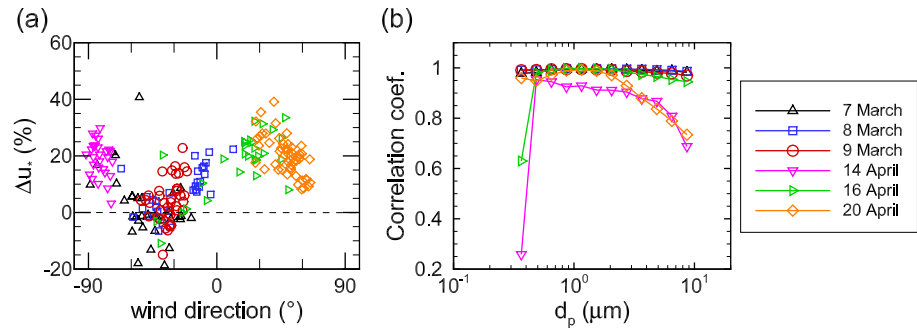 (a)
60
40
20
0
-20
Δu* (%)
-90
0
90
wind direction (°)
(b)
1
0.8
0.6
0.4
0.2
Correlation coef.
10⁻¹
10⁰
10¹
dₚ (μm)
7 March
8 March
9 March
14 April
16 April
20 April